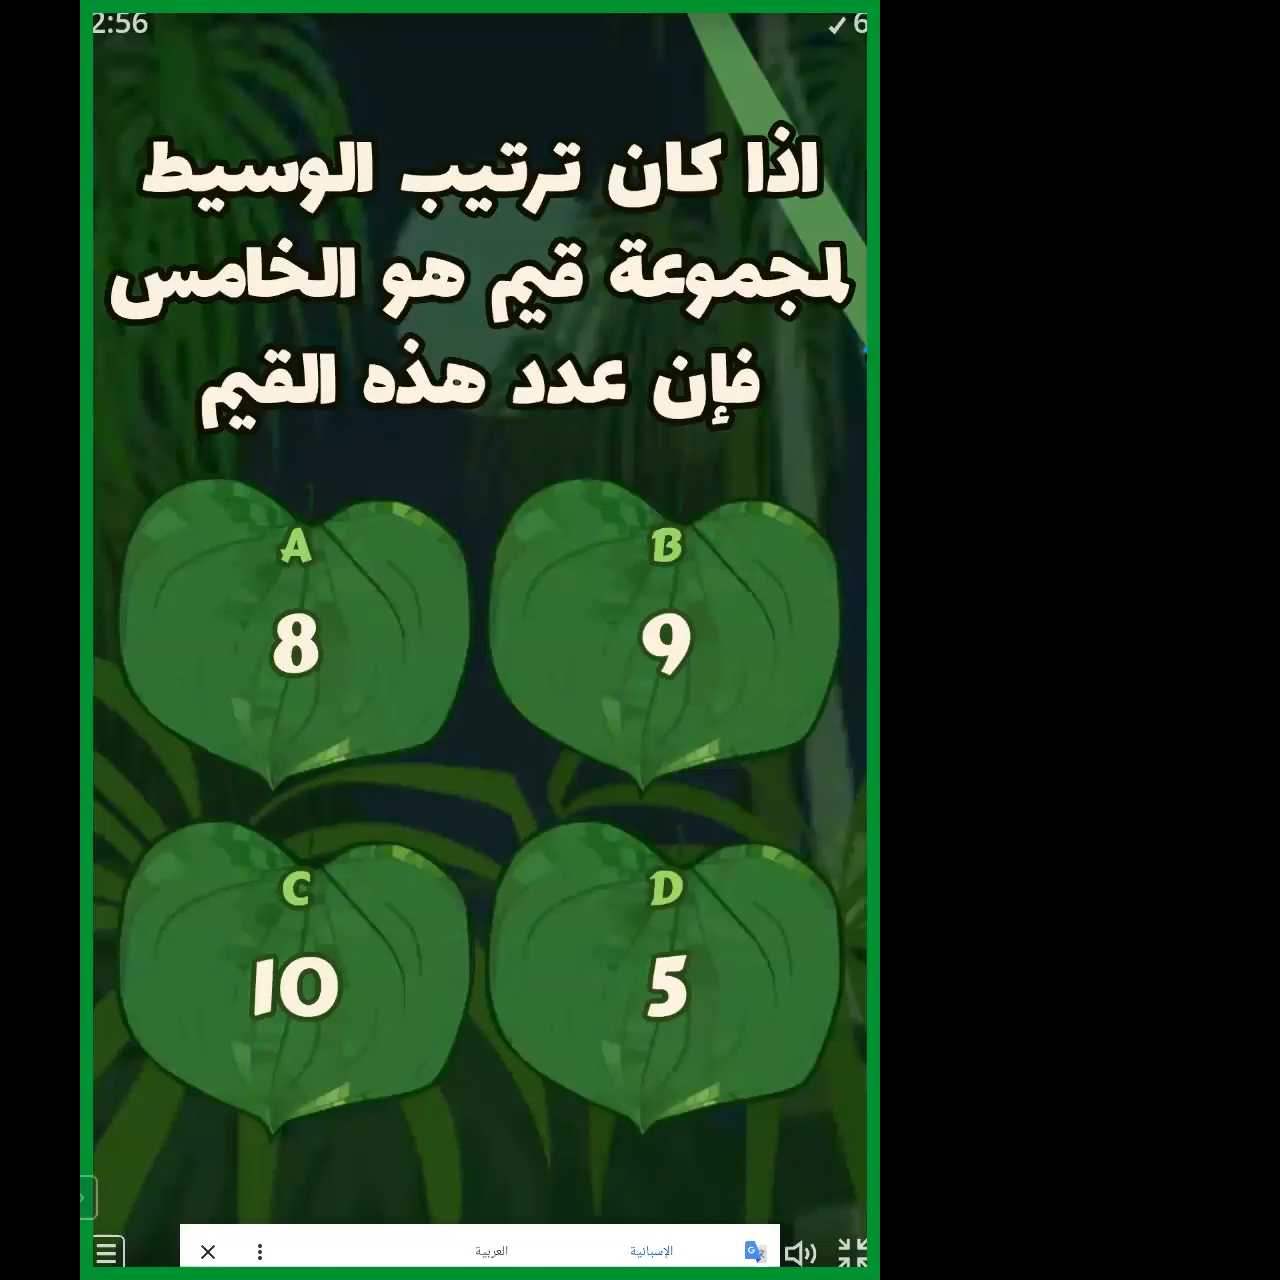 2:56
✓ 6
اذا كان ترتيب الوسيط
لمجموعة قيم هو الخامس
فإن عدد هذه القيم
A
8
B
9
C
10
D
5
العربية
الإسبانية